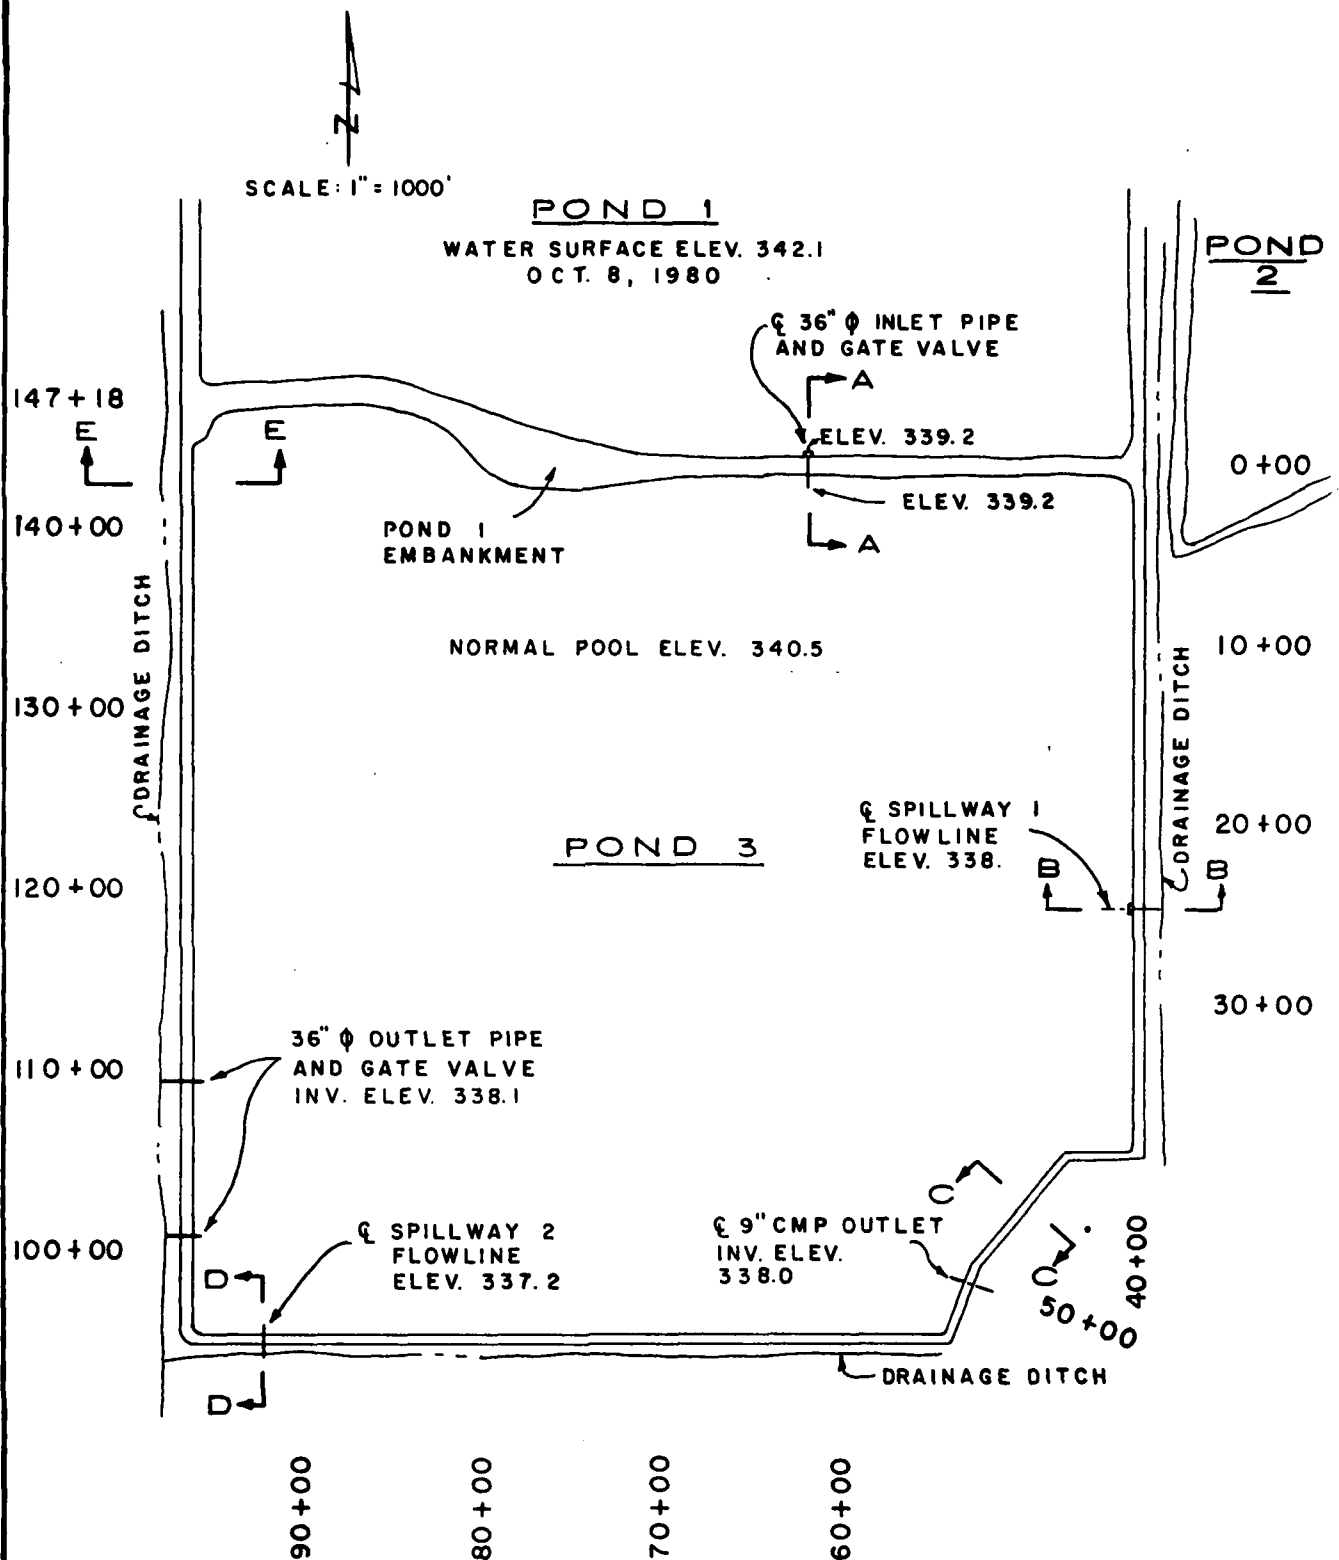 N
SCALE: 1" = 1000'
POND 1
WATER SURFACE ELEV. 342.1
OCT. 8, 1980
POND
2
℄ 36" ϕ INLET PIPE
AND GATE VALVE
A
147+18
E
E
ELEV. 339.2
0+00
ELEV. 339.2
140+00
POND 1
EMBANKMENT
A
DRAINAGE DITCH
NORMAL POOL ELEV. 340.5
10+00
DRAINAGE DITCH
130+00
℄ SPILLWAY 1
FLOWLINE
ELEV. 338.
20+00
POND 3
B
B
120+00
30+00
36" ϕ OUTLET PIPE
AND GATE VALVE
INV. ELEV. 338.1
110+00
C
℄ SPILLWAY 2
FLOWLINE
ELEV. 337.2
℄ 9" CMP OUTLET
INV. ELEV.
338.0
100+00
D
C
40+00
50+00
DRAINAGE DITCH
D
90+00
80+00
70+00
60+00